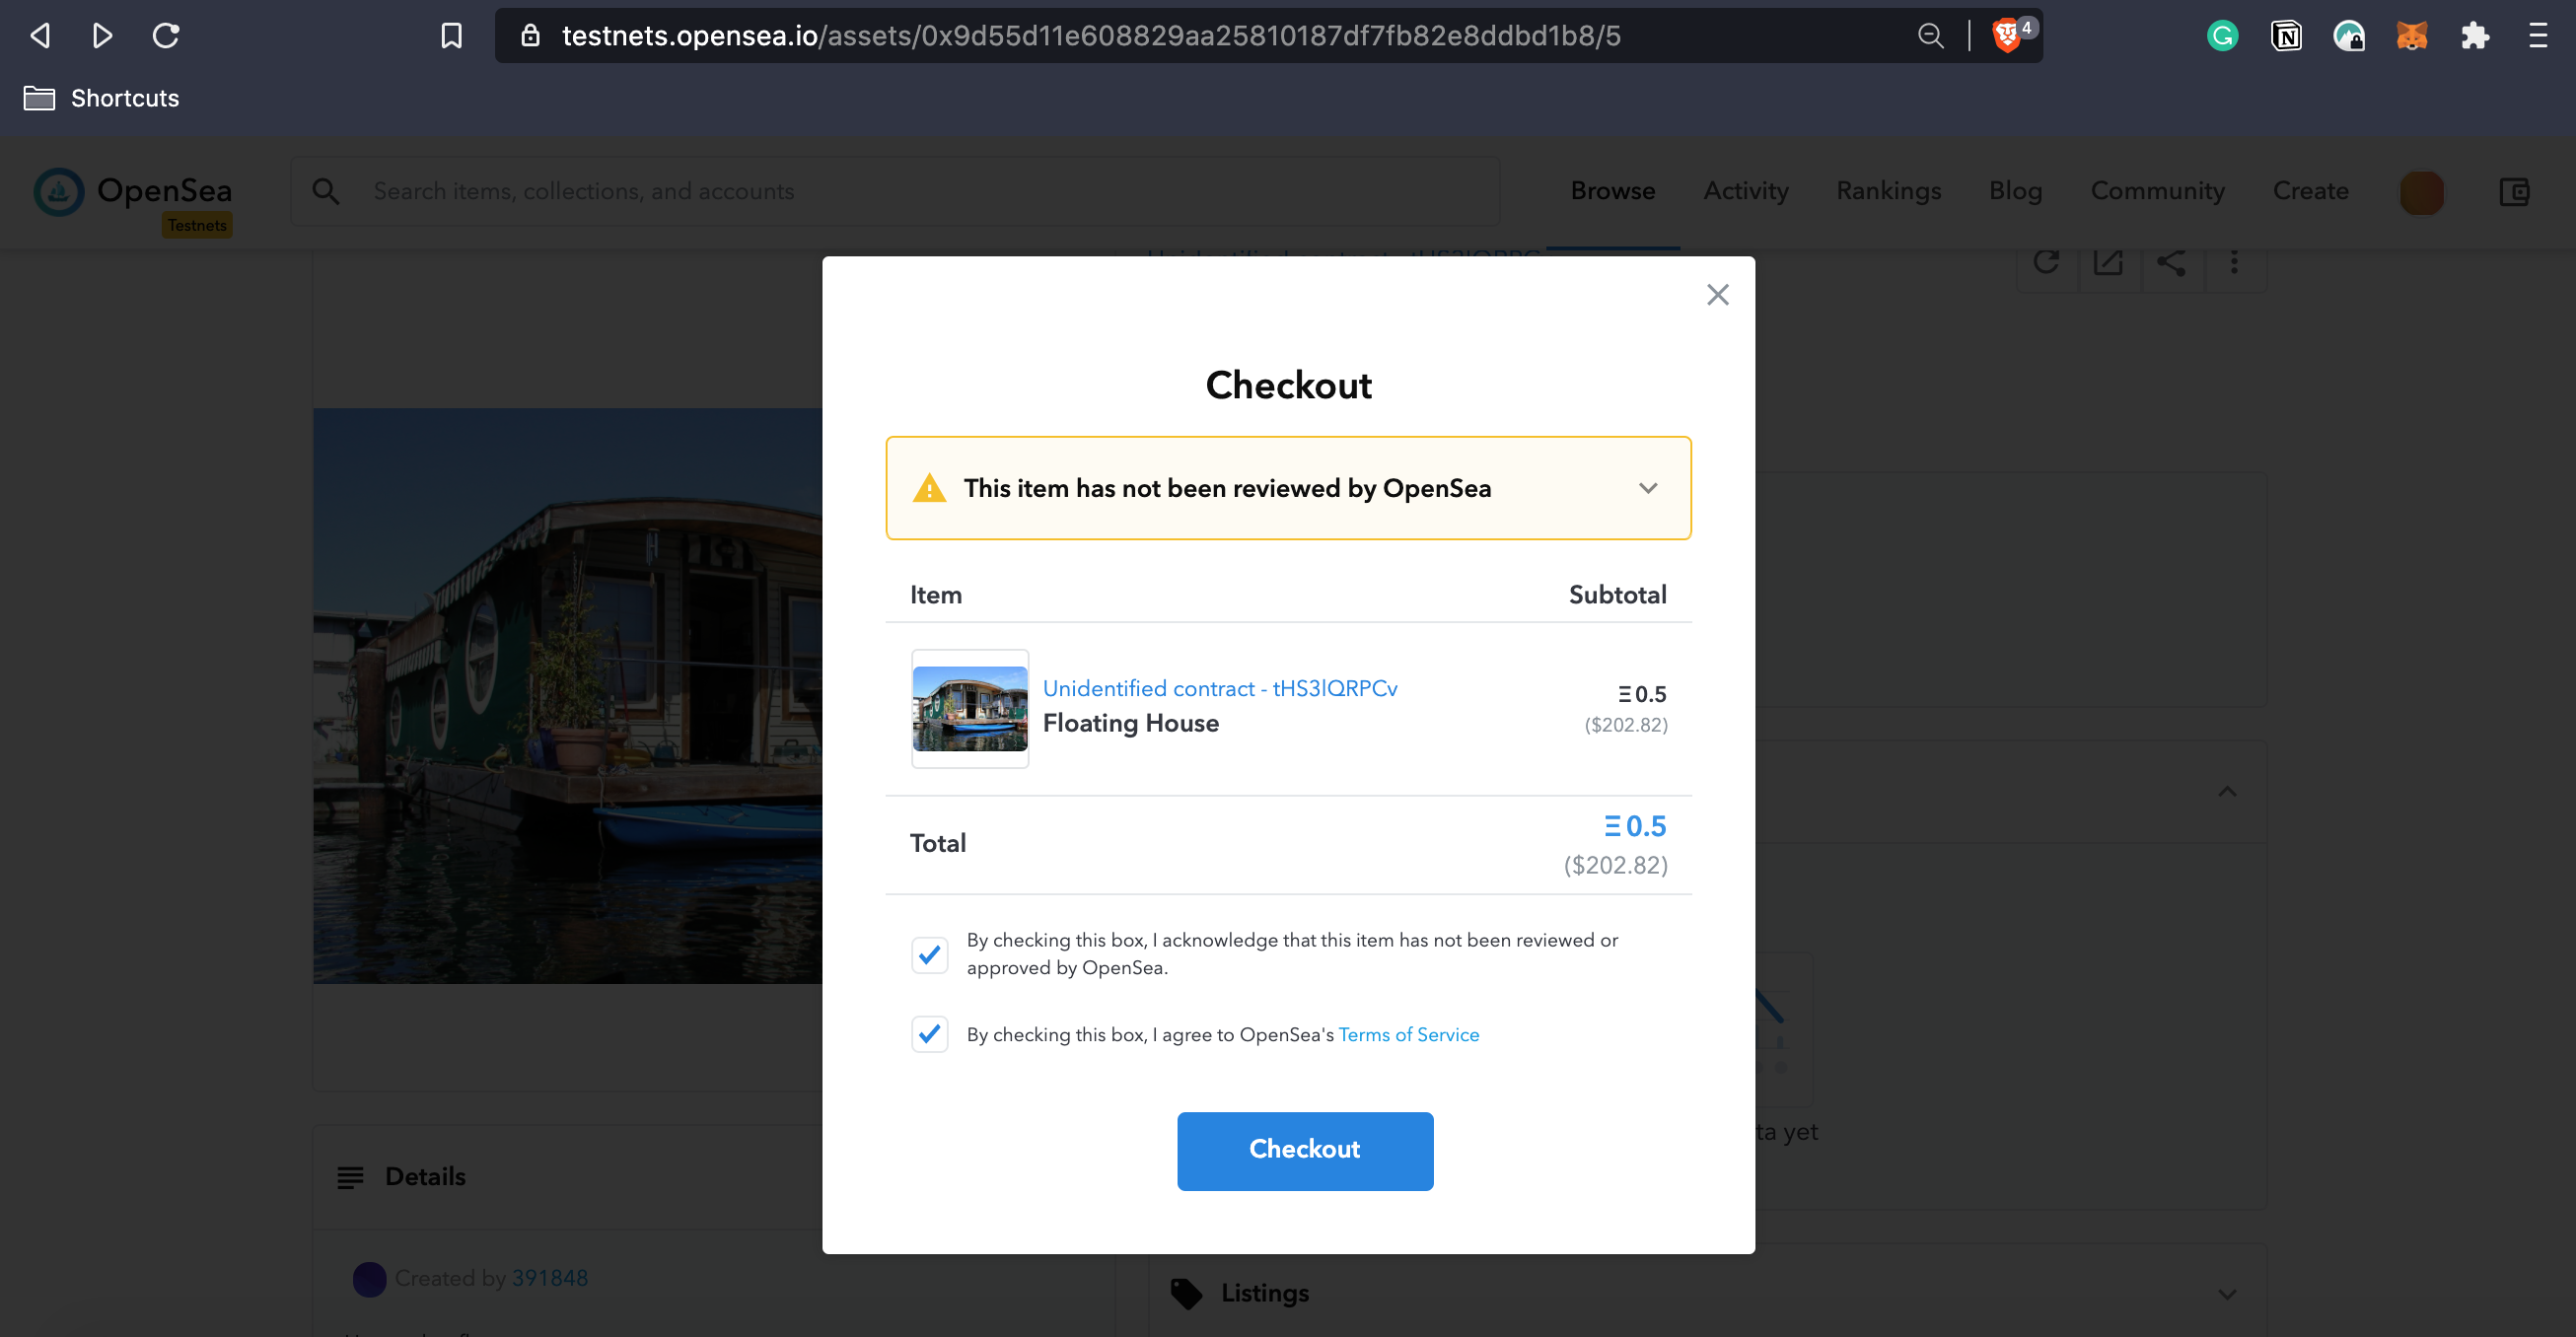 testnets.opensea.io/assets/0x9d55d11e608829aa25810187df7fb82e8ddbd1b8/5
4
Shortcuts
OpenSea
Testnets
Search items, collections, and accounts
Browse
Activity
Rankings
Blog
Community
Create
Checkout
This item has not been reviewed by OpenSea
Item
Subtotal
Unidentified contract - tHS3lQRPCv
Floating House
Ξ 0.5
($202.82)
Total
Ξ 0.5
($202.82)
By checking this box, I acknowledge that this item has not been reviewed or
approved by OpenSea.
By checking this box, I agree to OpenSea's Terms of Service
Checkout
yet
Details
Created by 391848
Listings